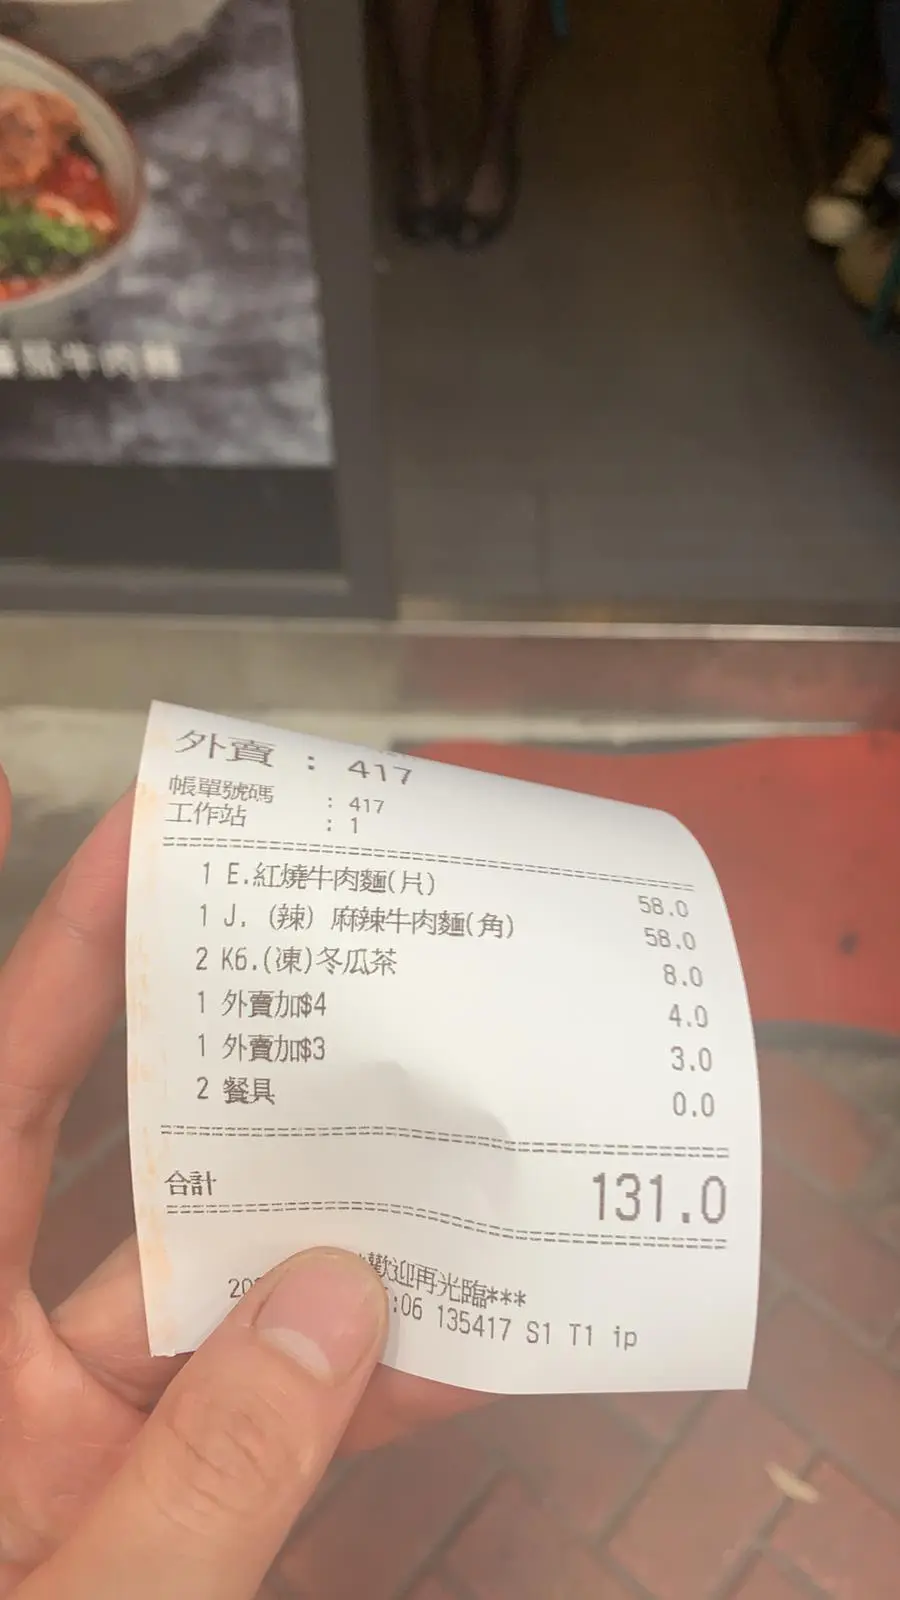 牛肉麵
外賣 : 417
帳單號碼 : 417
工作站 : 1
1 E.紅燒牛肉麵(片) 58.0
1 J. (辣) 麻辣牛肉麵(角) 58.0
2 K6.(凍)冬瓜茶 8.0
1 外賣加$4 4.0
1 外賣加$3 3.0
2 餐具 0.0
合計 131.0
歡迎再光臨***
:06 135417 S1 T1 ip